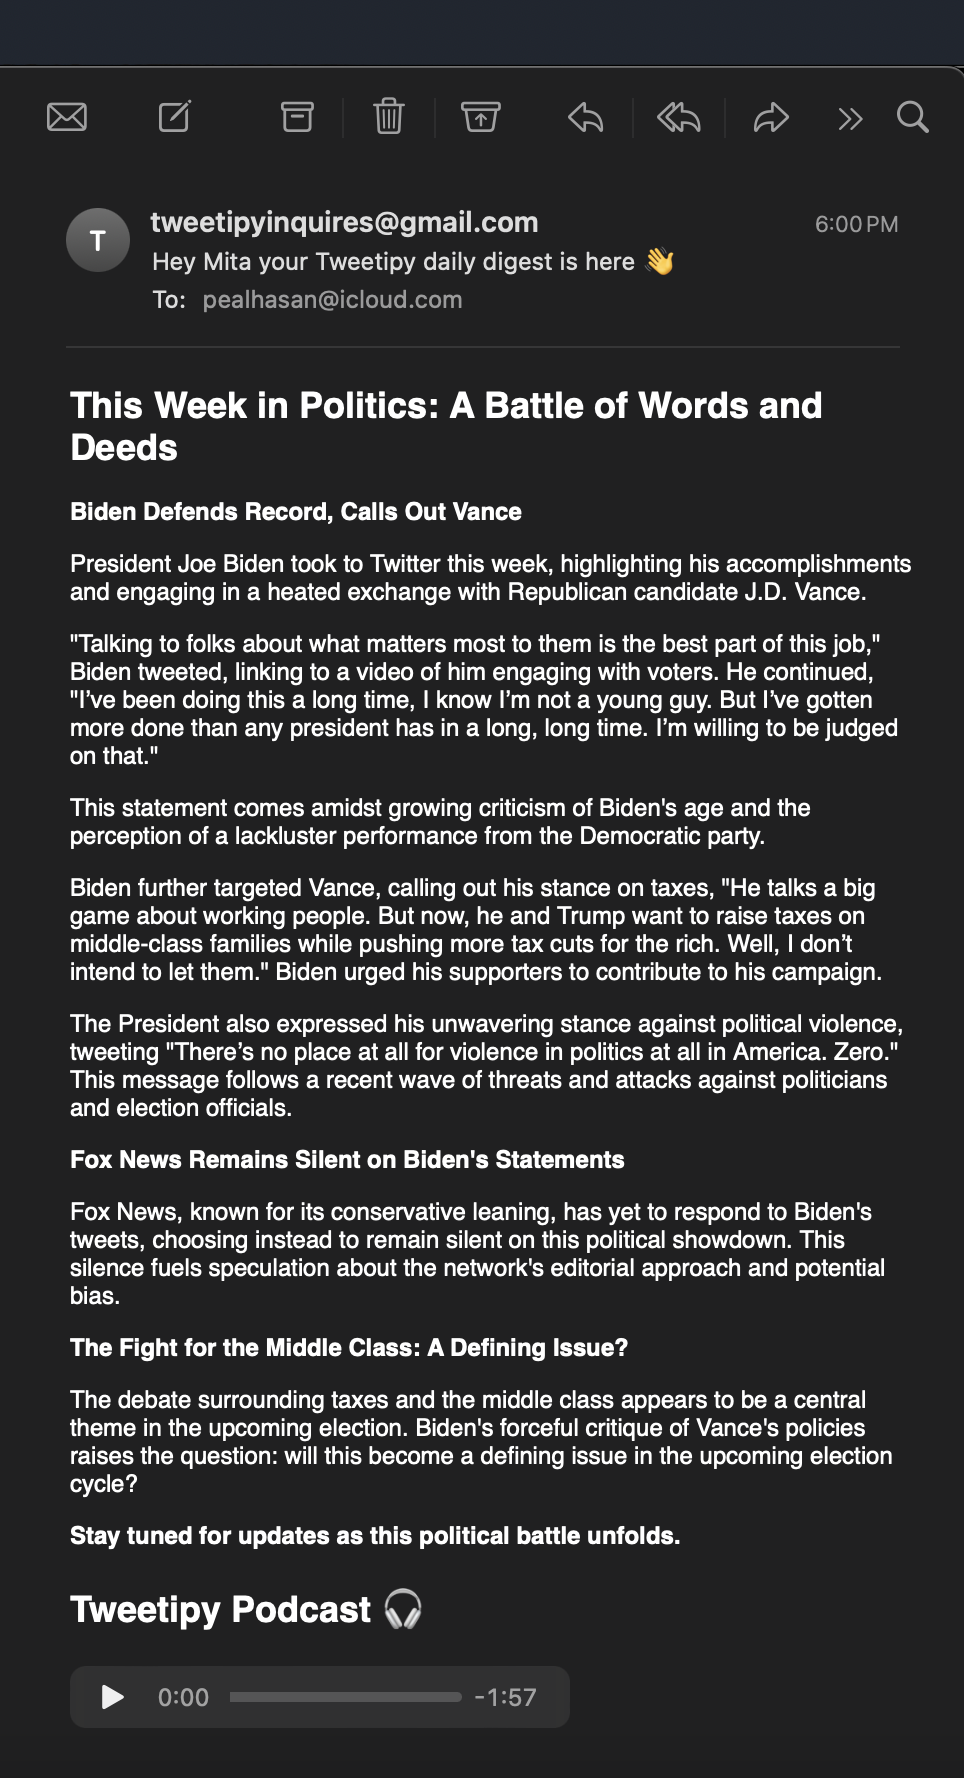 T
tweetipyinquires@gmail.com
6:00 PM
Hey Mita your Tweetipy daily digest is here 👋
To: pealhasan@icloud.com
This Week in Politics: A Battle of Words and
Deeds
Biden Defends Record, Calls Out Vance
President Joe Biden took to Twitter this week, highlighting his accomplishments
and engaging in a heated exchange with Republican candidate J.D. Vance.
"Talking to folks about what matters most to them is the best part of this job,"
Biden tweeted, linking to a video of him engaging with voters. He continued,
"I’ve been doing this a long time, I know I’m not a young guy. But I’ve gotten
more done than any president has in a long, long time. I’m willing to be judged
on that."
This statement comes amidst growing criticism of Biden's age and the
perception of a lackluster performance from the Democratic party.
Biden further targeted Vance, calling out his stance on taxes, "He talks a big
game about working people. But now, he and Trump want to raise taxes on
middle-class families while pushing more tax cuts for the rich. Well, I don’t
intend to let them." Biden urged his supporters to contribute to his campaign.
The President also expressed his unwavering stance against political violence,
tweeting "There’s no place at all for violence in politics at all in America. Zero."
This message follows a recent wave of threats and attacks against politicians
and election officials.
Fox News Remains Silent on Biden's Statements
Fox News, known for its conservative leaning, has yet to respond to Biden's
tweets, choosing instead to remain silent on this political showdown. This
silence fuels speculation about the network's editorial approach and potential
bias.
The Fight for the Middle Class: A Defining Issue?
The debate surrounding taxes and the middle class appears to be a central
theme in the upcoming election. Biden's forceful critique of Vance's policies
raises the question: will this become a defining issue in the upcoming election
cycle?
Stay tuned for updates as this political battle unfolds.
Tweetipy Podcast 🎧
0:00 -1:57